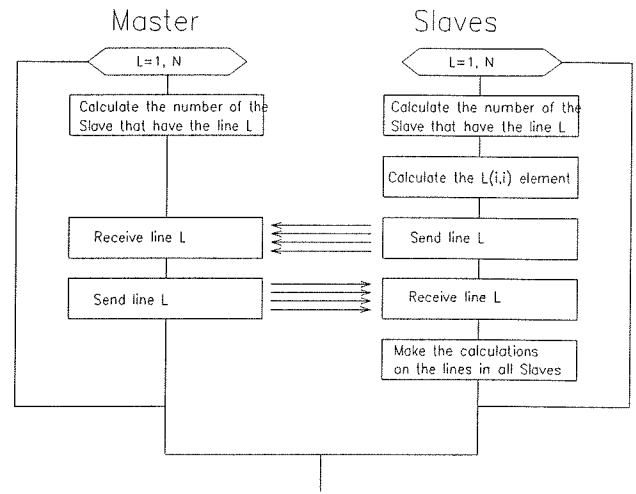 Master
L=1, N
Calculate the number of the
Slave that have the line L
Receive line L
Send line L
Slaves
L=1, N
Calculate the number of the
Slave that have the line L
Calculate the L(i,i) element
Send line L
Receive line L
Make the calculations
on the lines in all Slaves